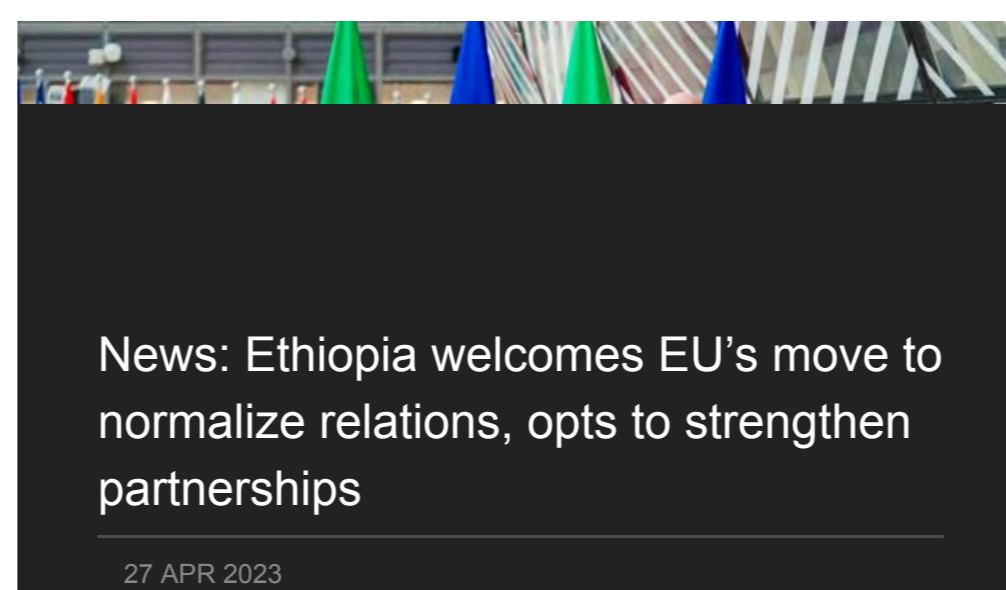 News: Ethiopia welcomes EU’s move to
normalize relations, opts to strengthen
partnerships
27 APR 2023